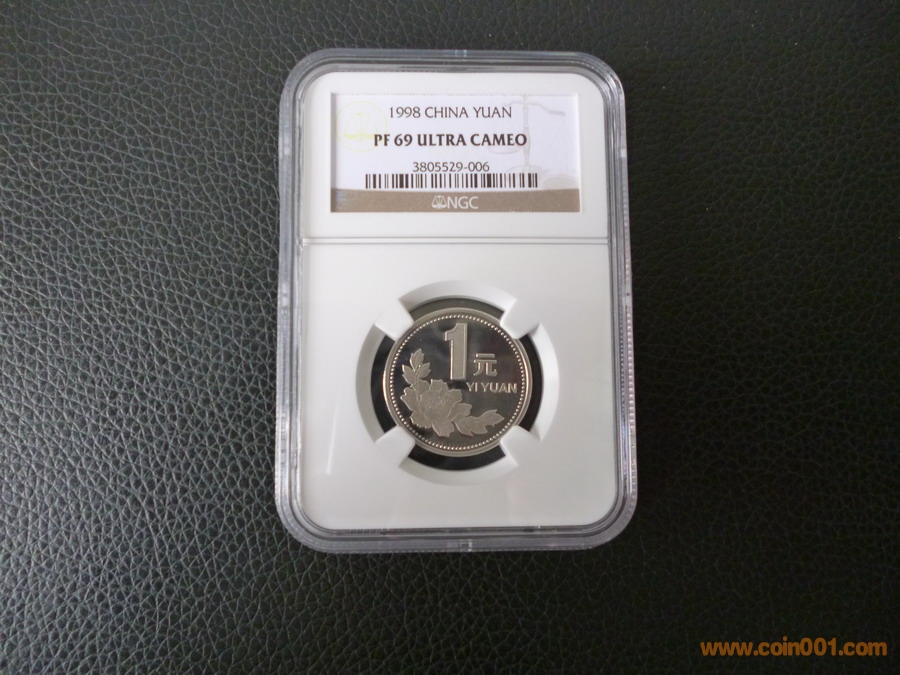 1998 CHINA YUAN
PF 69 ULTRA CAMEO
3805529-006
NGC
1
元
YI YUAN
www.coin001.com